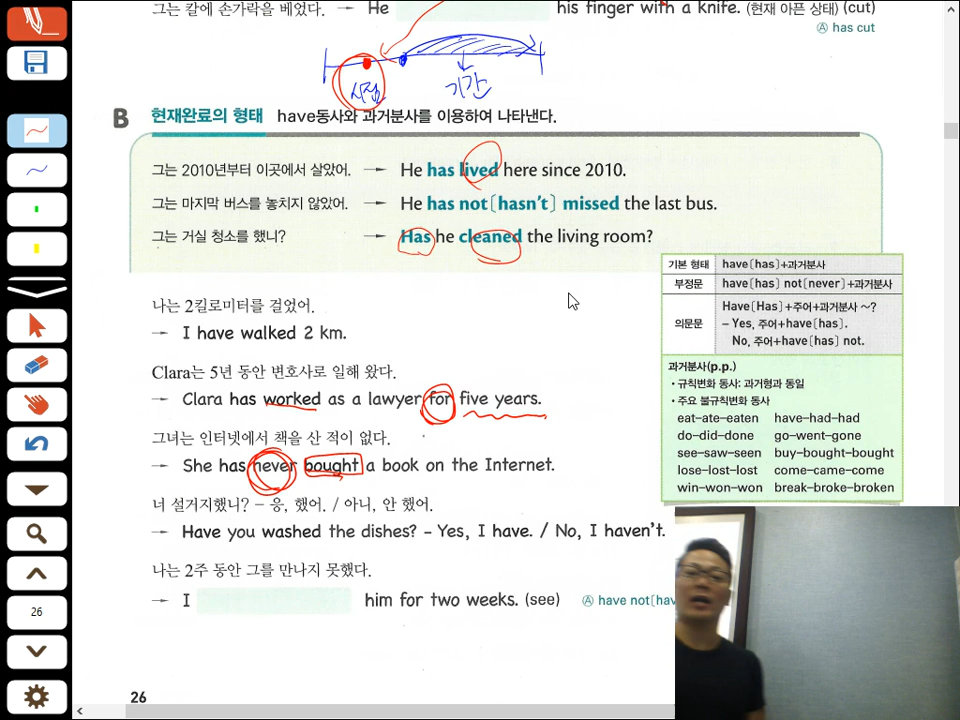 그는 칼에 손가락을 베었다. → He his finger with a knife. (현재 아픈 상태) (cut)
Ⓐ has cut
시점
기간
B 현재완료의 형태 have동사와 과거분사를 이용하여 나타낸다.
그는 2010년부터 이곳에서 살았어. → He has lived here since 2010.
그는 마지막 버스를 놓치지 않았어. → He has not[hasn't] missed the last bus.
그는 거실 청소를 했니? → Has he cleaned the living room?
나는 2킬로미터를 걸었어.
→ I have walked 2 km.
Clara는 5년 동안 변호사로 일해 왔다.
→ Clara has worked as a lawyer for five years.
그녀는 인터넷에서 책을 산 적이 없다.
→ She has never bought a book on the Internet.
너 설거지했니? – 응, 했어. / 아니, 안 했어.
→ Have you washed the dishes? – Yes, I have. / No, I haven't.
나는 2주 동안 그를 만나지 못했다.
→ I him for two weeks. (see) Ⓐ have not[hav
기본 형태 have[has]+과거분사
부정문 have[has] not[never]+과거분사
의문문 Have[Has]+주어+과거분사 ~?
– Yes, 주어+have[has].
No, 주어+have[has] not.
과거분사(p.p.)
• 규칙변화 동사: 과거형과 동일
• 주요 불규칙변화 동사
eat–ate–eaten have–had–had
do–did–done go–went–gone
see–saw–seen buy–bought–bought
lose–lost–lost come–came–come
win–won–won break–broke–broken
26
26